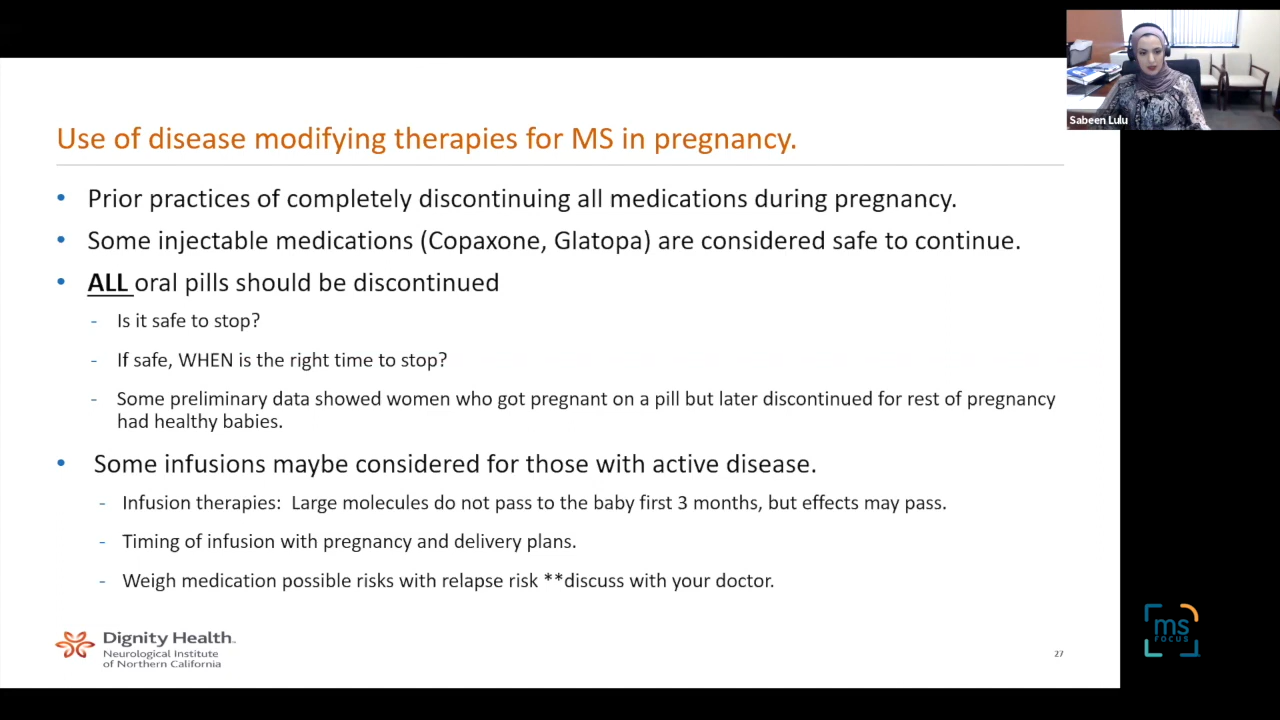 Sabeen Lulu
Use of disease modifying therapies for MS in pregnancy.
• Prior practices of completely discontinuing all medications during pregnancy.
• Some injectable medications (Copaxone, Glatopa) are considered safe to continue.
• ALL oral pills should be discontinued
- Is it safe to stop?
- If safe, WHEN is the right time to stop?
- Some preliminary data showed women who got pregnant on a pill but later discontinued for rest of pregnancy
had healthy babies.
• Some infusions maybe considered for those with active disease.
- Infusion therapies: Large molecules do not pass to the baby first 3 months, but effects may pass.
- Timing of infusion with pregnancy and delivery plans.
- Weigh medication possible risks with relapse risk **discuss with your doctor.
Dignity Health
Neurological Institute
of Northern California
27
ms
FOCUS